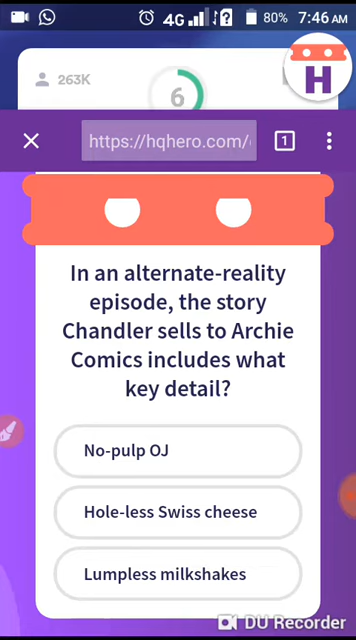 4G ? 80% 7:46 AM
263K
6
H
https://hqhero.com/
1
In an alternate-reality
episode, the story
Chandler sells to Archie
Comics includes what
key detail?
No-pulp OJ
Hole-less Swiss cheese
Lumpless milkshakes
DU Recorder